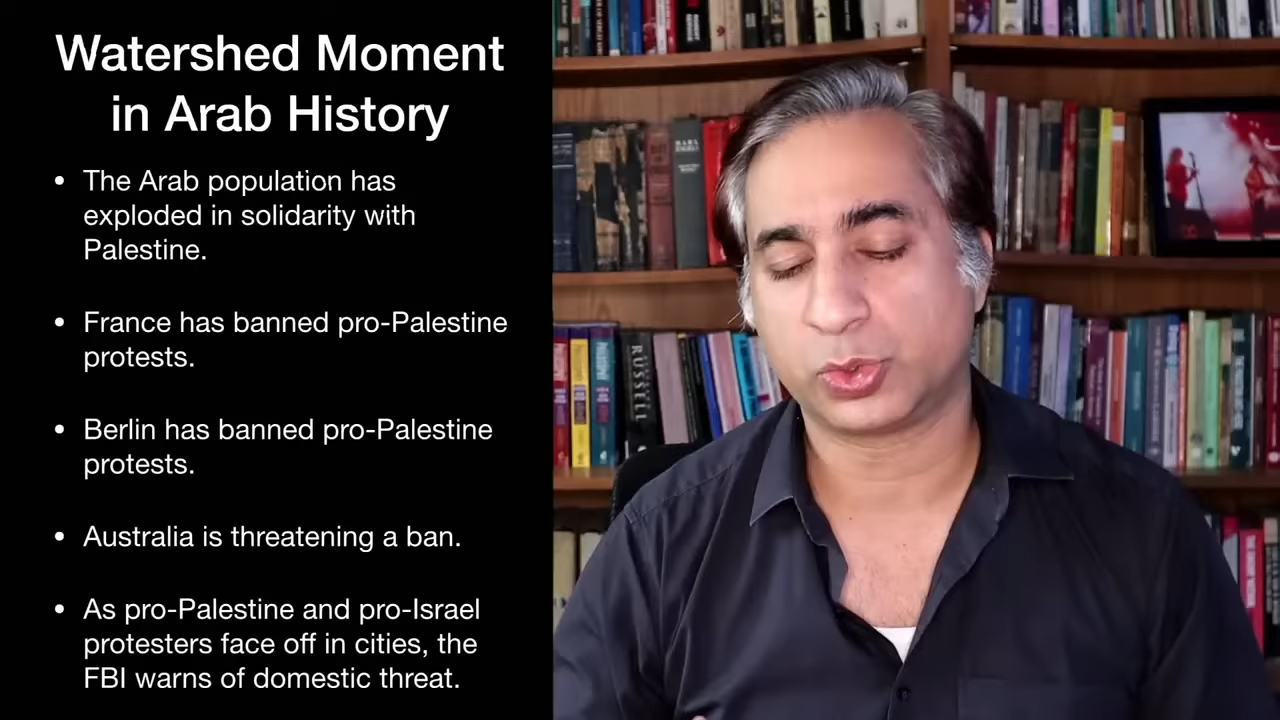 Watershed Moment
in Arab History
• The Arab population has
exploded in solidarity with
Palestine.
• France has banned pro-Palestine
protests.
• Berlin has banned pro-Palestine
protests.
• Australia is threatening a ban.
• As pro-Palestine and pro-Israel
protesters face off in cities, the
FBI warns of domestic threat.
RUSSELL